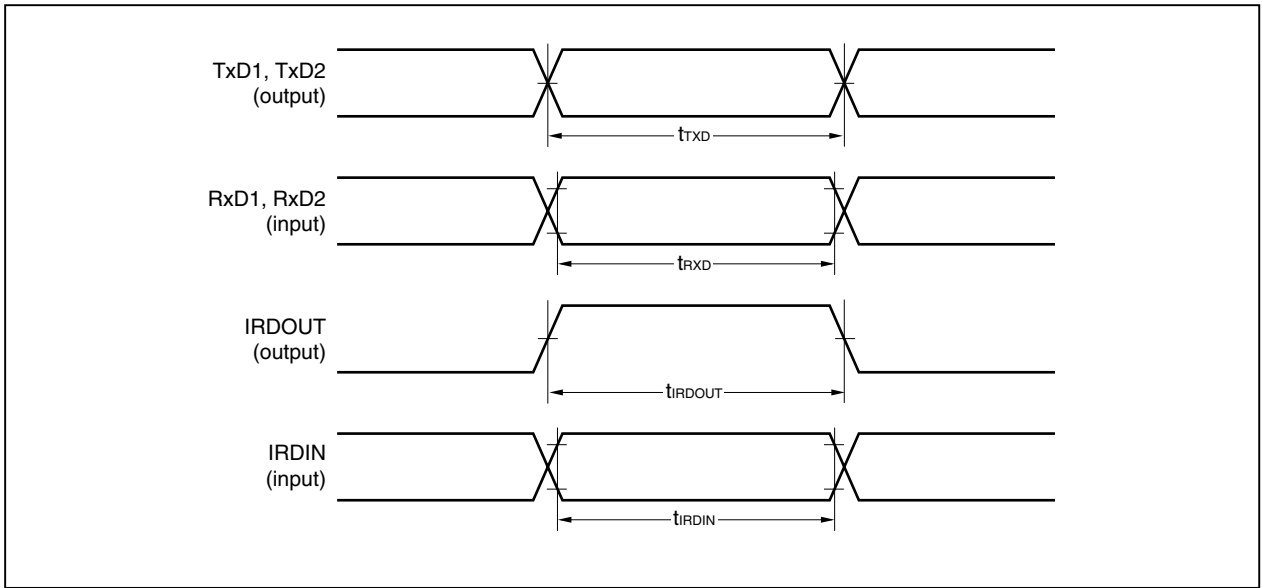 TxD1, TxD2
(output)
tTXD
RxD1, RxD2
(input)
tRXD
IRDOUT
(output)
tIRDOUT
IRDIN
(input)
tIRDIN